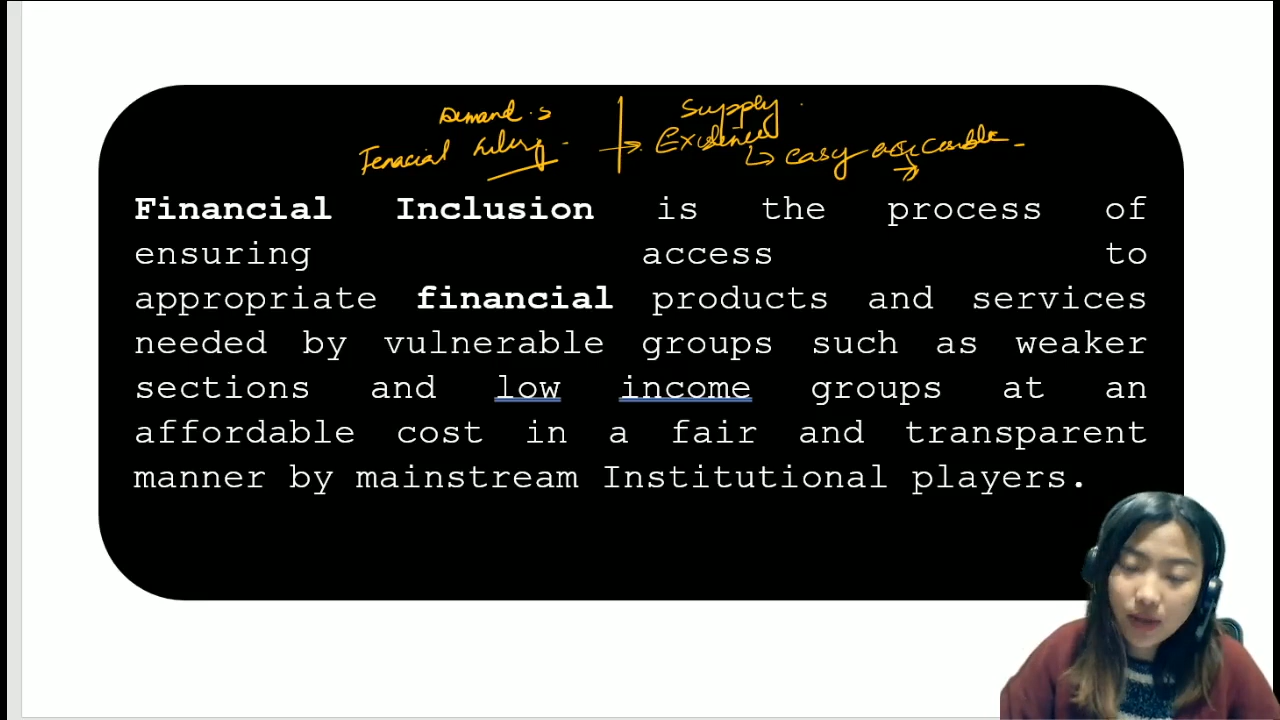 Demand.s
Supply
Fenacial
easy accessible
Financial Inclusion is the process of
ensuring access to
appropriate financial products and services
needed by vulnerable groups such as weaker
sections and low income groups at an
affordable cost in a fair and transparent
manner by mainstream Institutional players.